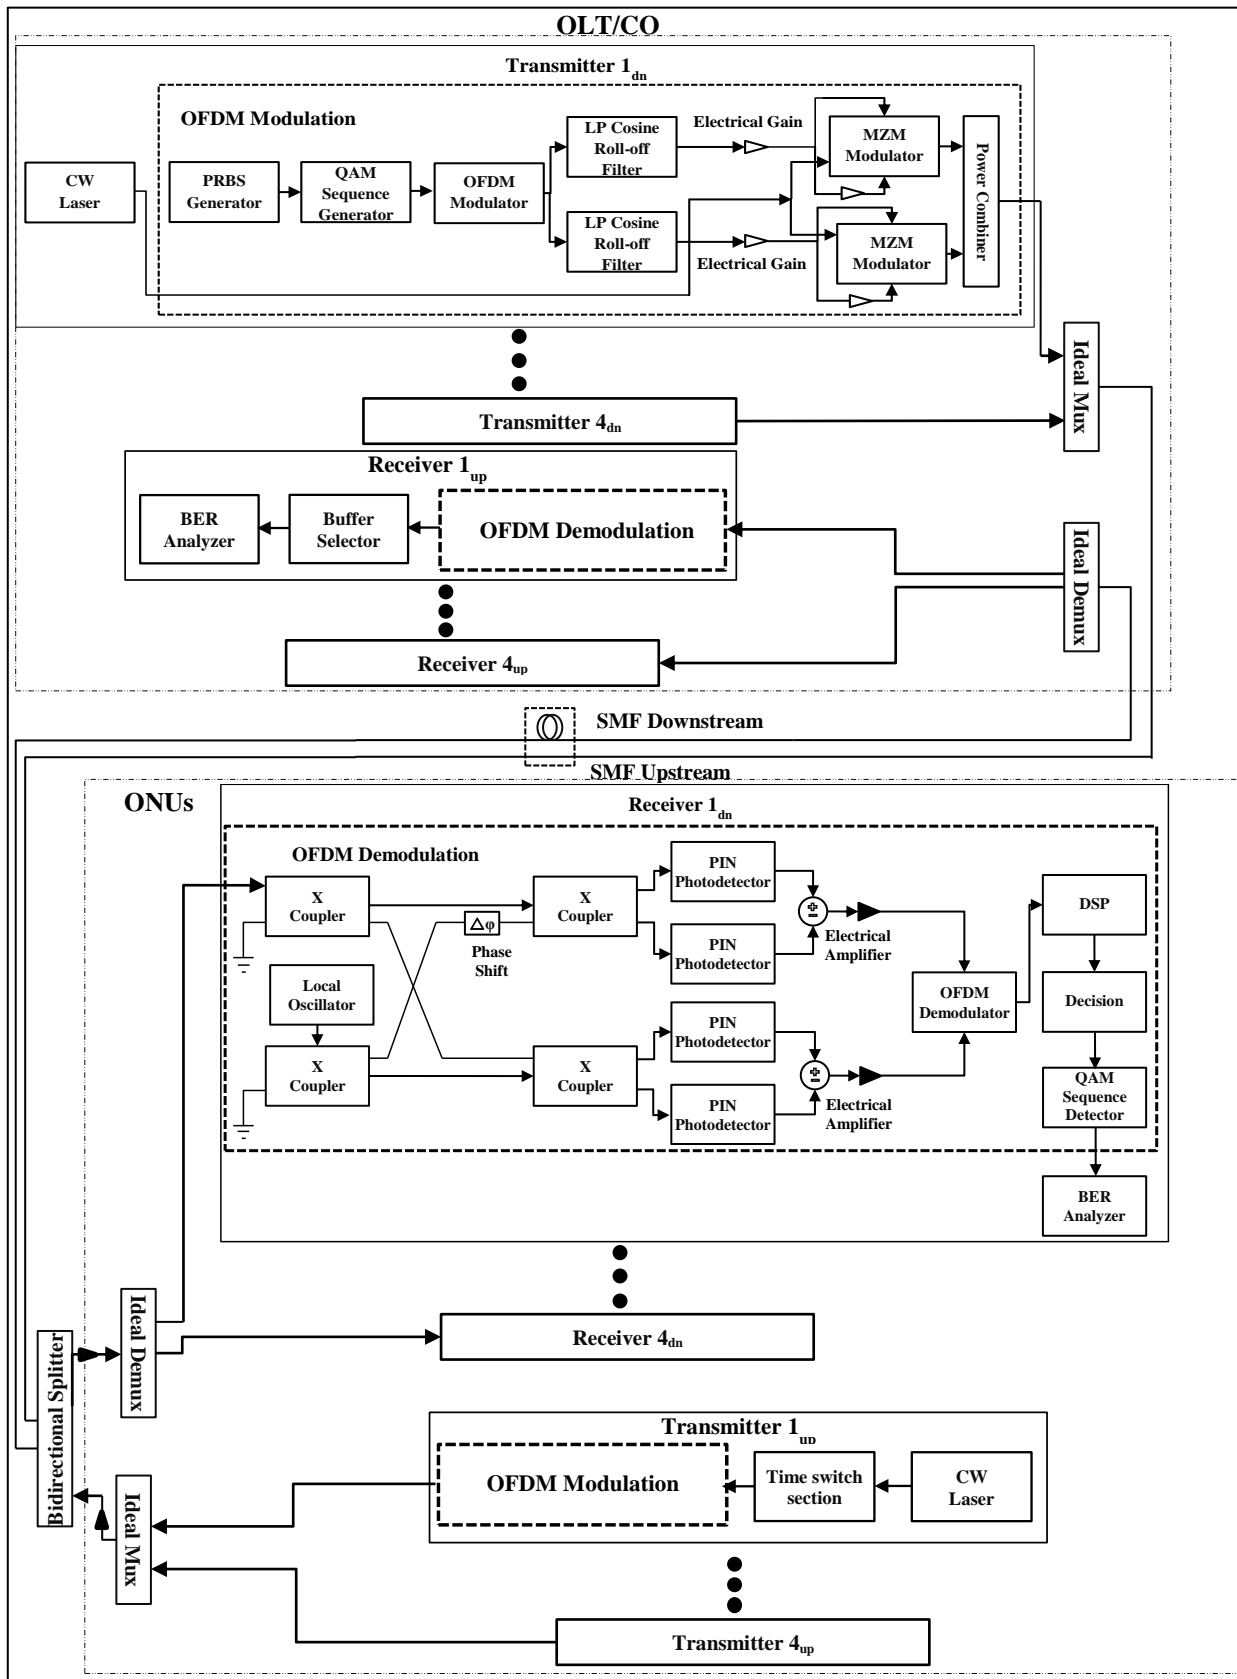 OLT/CO
Transmitter 1dn
OFDM Modulation
CW
Laser
PRBS
Generator
QAM
Sequence
Generator
OFDM
Modulator
LP Cosine
Roll-off
Filter
LP Cosine
Roll-off
Filter
Electrical Gain
Electrical Gain
MZM
Modulator
MZM
Modulator
Power Combiner
Ideal Mux
Transmitter 4dn
Receiver 1up
BER
Analyzer
Buffer
Selector
OFDM Demodulation
Ideal Demux
Receiver 4up
SMF Downstream
SMF Upstream
ONUs
Receiver 1dn
OFDM Demodulation
X
Coupler
Local
Oscillator
X
Coupler
Δφ
Phase
Shift
X
Coupler
X
Coupler
PIN
Photodetector
PIN
Photodetector
PIN
Photodetector
PIN
Photodetector
±
±
Electrical
Amplifier
Electrical
Amplifier
OFDM
Demodulator
DSP
Decision
QAM
Sequence
Detector
BER
Analyzer
Ideal Demux
Receiver 4dn
Bidirectional Splitter
Transmitter 1up
OFDM Modulation
Time switch
section
CW
Laser
Ideal Mux
Transmitter 4up